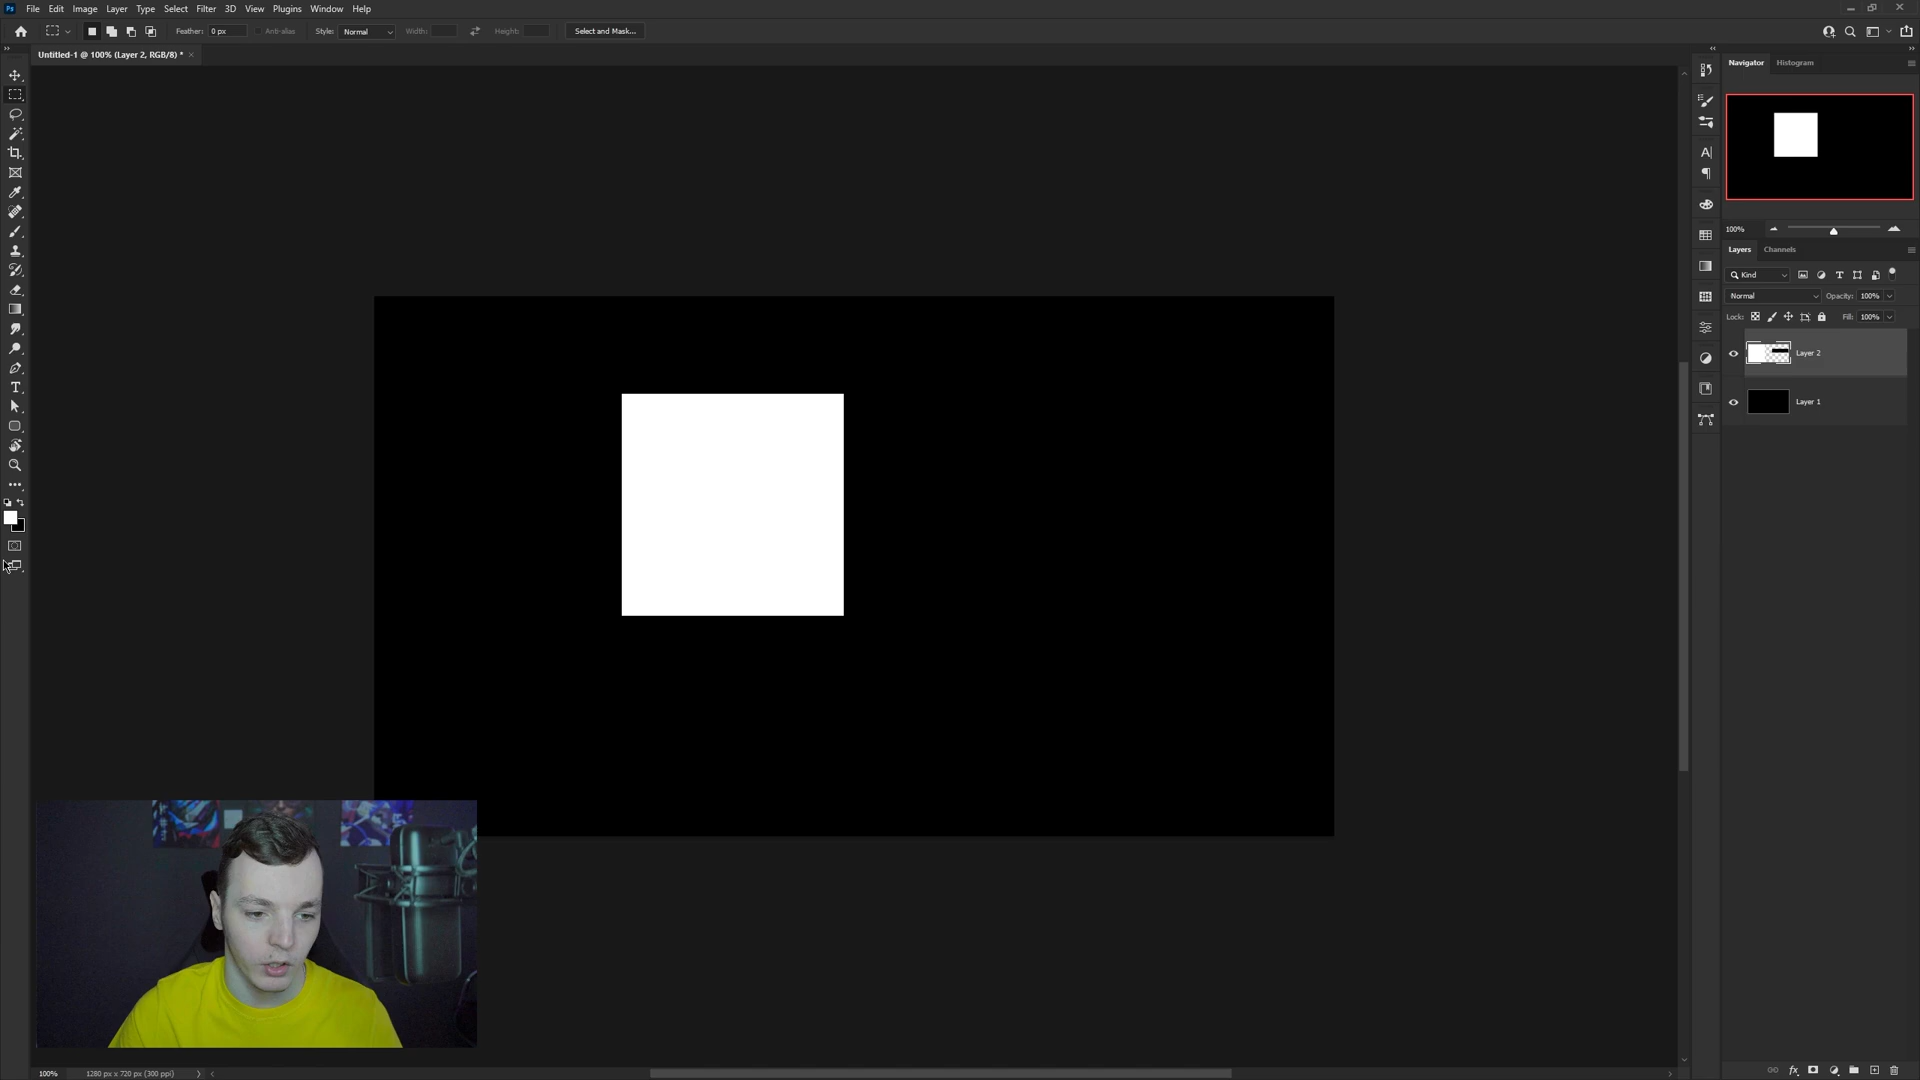 Ps File Edit Image Layer Type Select Filter 3D View Plugins Window Help
Feather: 0 px Anti-alias Style: Normal Width: Height: Select and Mask...
Untitled-1 @ 100% (Layer 2, RGB/8) *
Navigator Histogram
100%
Layers Channels
Kind
Normal Opacity: 100%
Lock: Fill: 100%
Layer 2
Layer 1
100% 1280 px x 720 px (300 ppi)